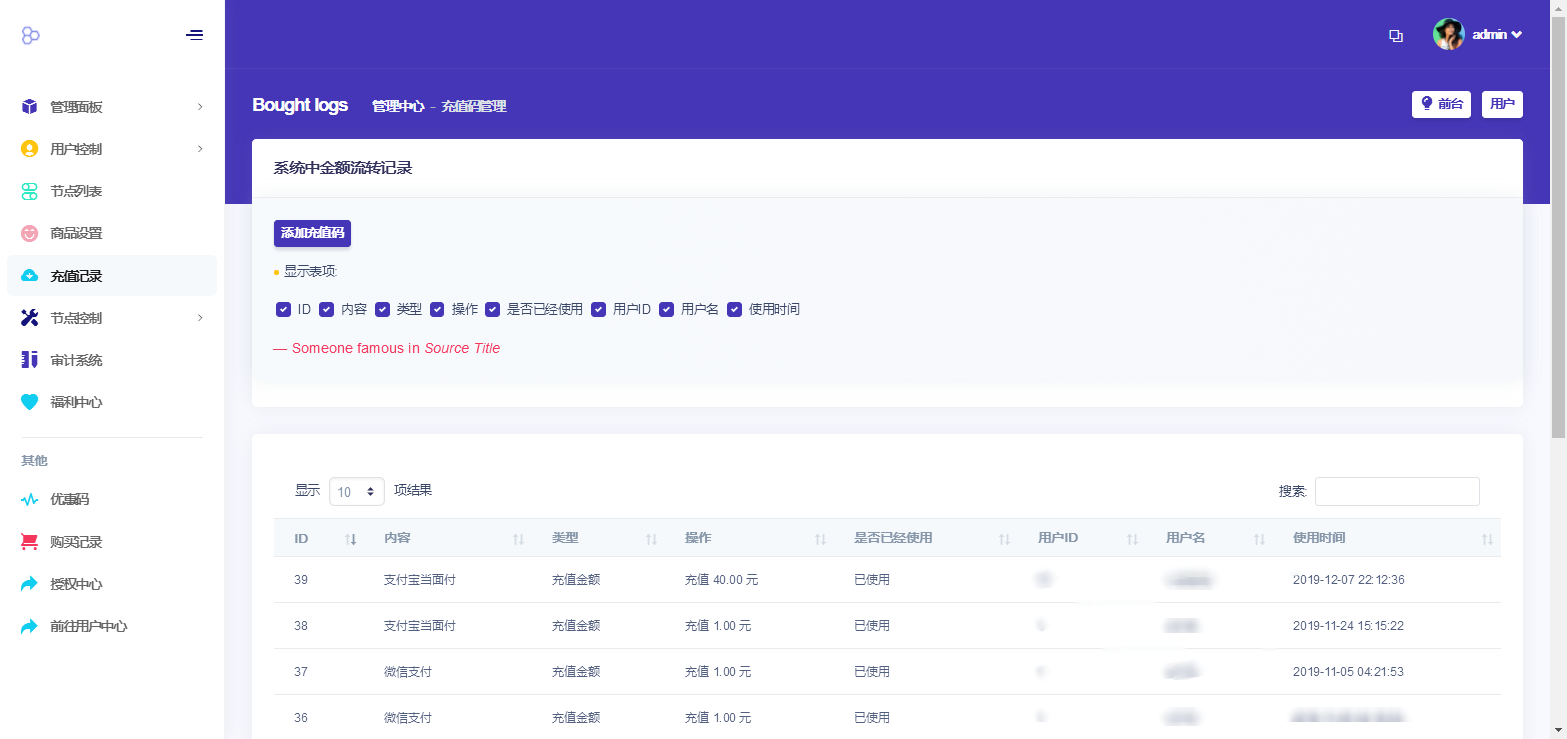 admin
管理面板
用户控制
节点列表
商品设置
充值记录
节点控制
审计系统
福利中心
其他
优惠码
购买记录
授权中心
前往用户中心
Bought logs 管理中心 - 充值码管理
前台 用户
系统中金额流转记录
添加充值码
显示表项:
ID 内容 类型 操作 是否已经使用 用户ID 用户名 使用时间
— Someone famous in Source Title
显示 10 项结果 搜索:
ID 内容 类型 操作 是否已经使用 用户ID 用户名 使用时间
39 支付宝当面付 充值金额 充值 40.00 元 已使用 2019-12-07 22:12:36
38 支付宝当面付 充值金额 充值 1.00 元 已使用 2019-11-24 15:15:22
37 微信支付 充值金额 充值 1.00 元 已使用 2019-11-05 04:21:53
36 微信支付 充值金额 充值 1.00 元 已使用